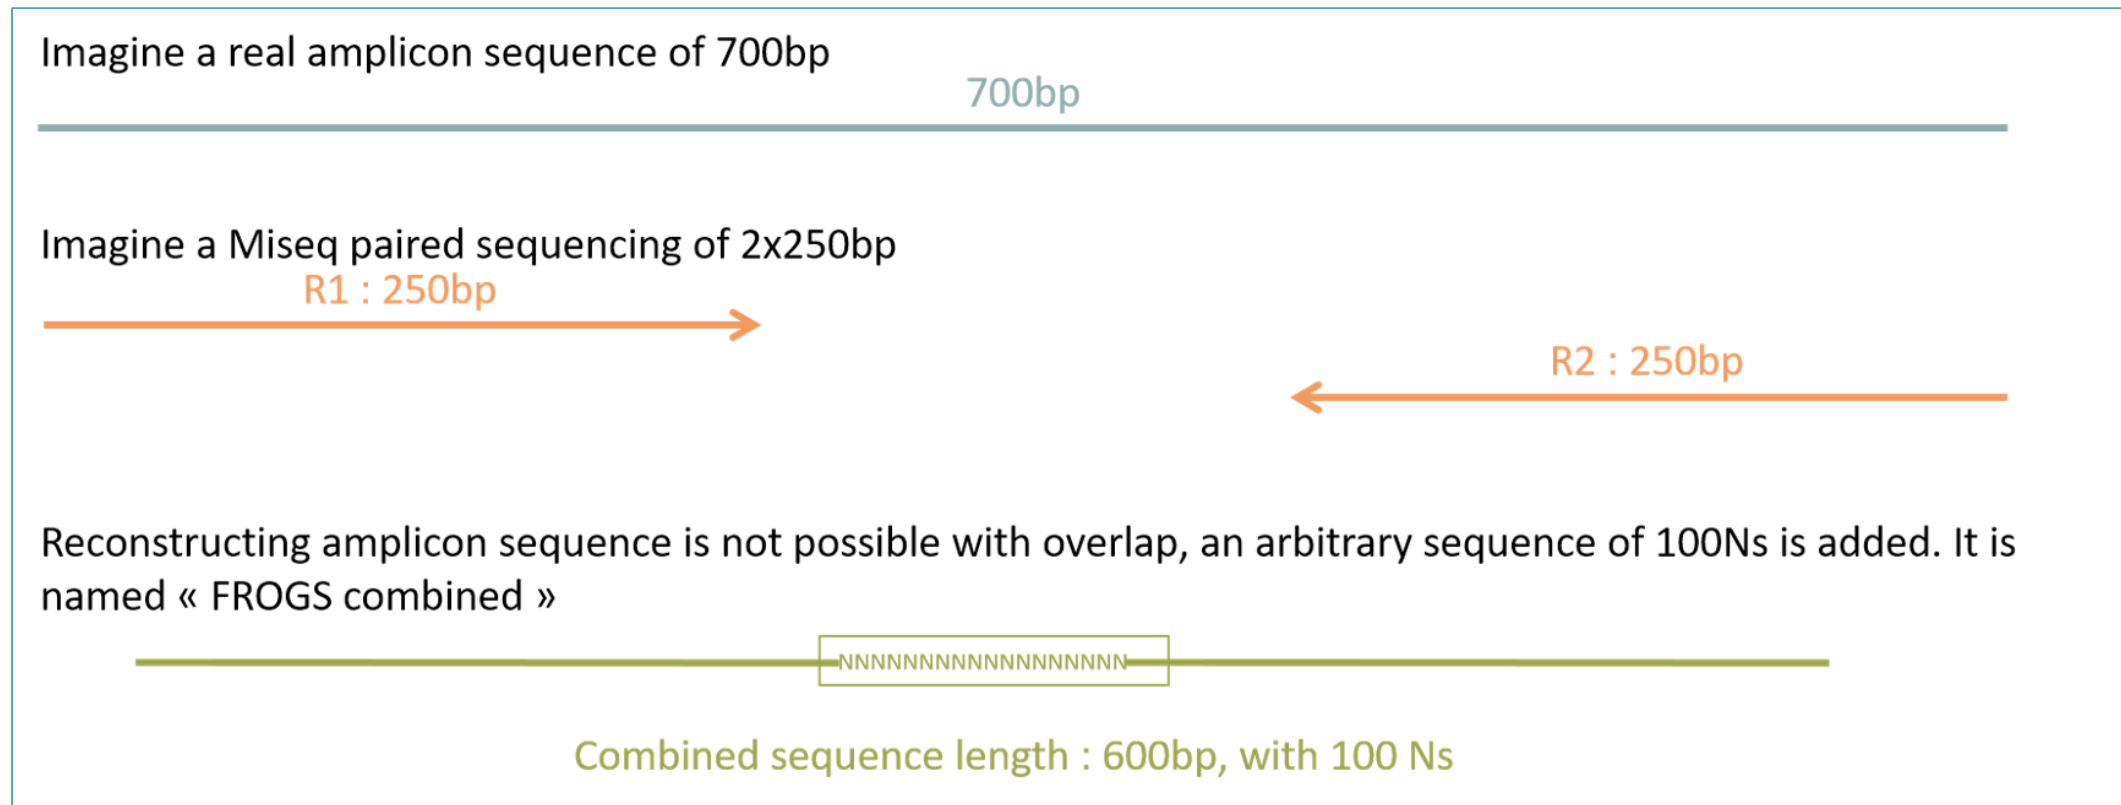 Imagine a real amplicon sequence of 700bp
700bp
Imagine a Miseq paired sequencing of 2x250bp
R1 : 250bp
R2 : 250bp
Reconstructing amplicon sequence is not possible with overlap, an arbitrary sequence of 100Ns is added. It is
named « FROGS combined »
NNNNNNNNNNNNNNNNNN
Combined sequence length : 600bp, with 100 Ns